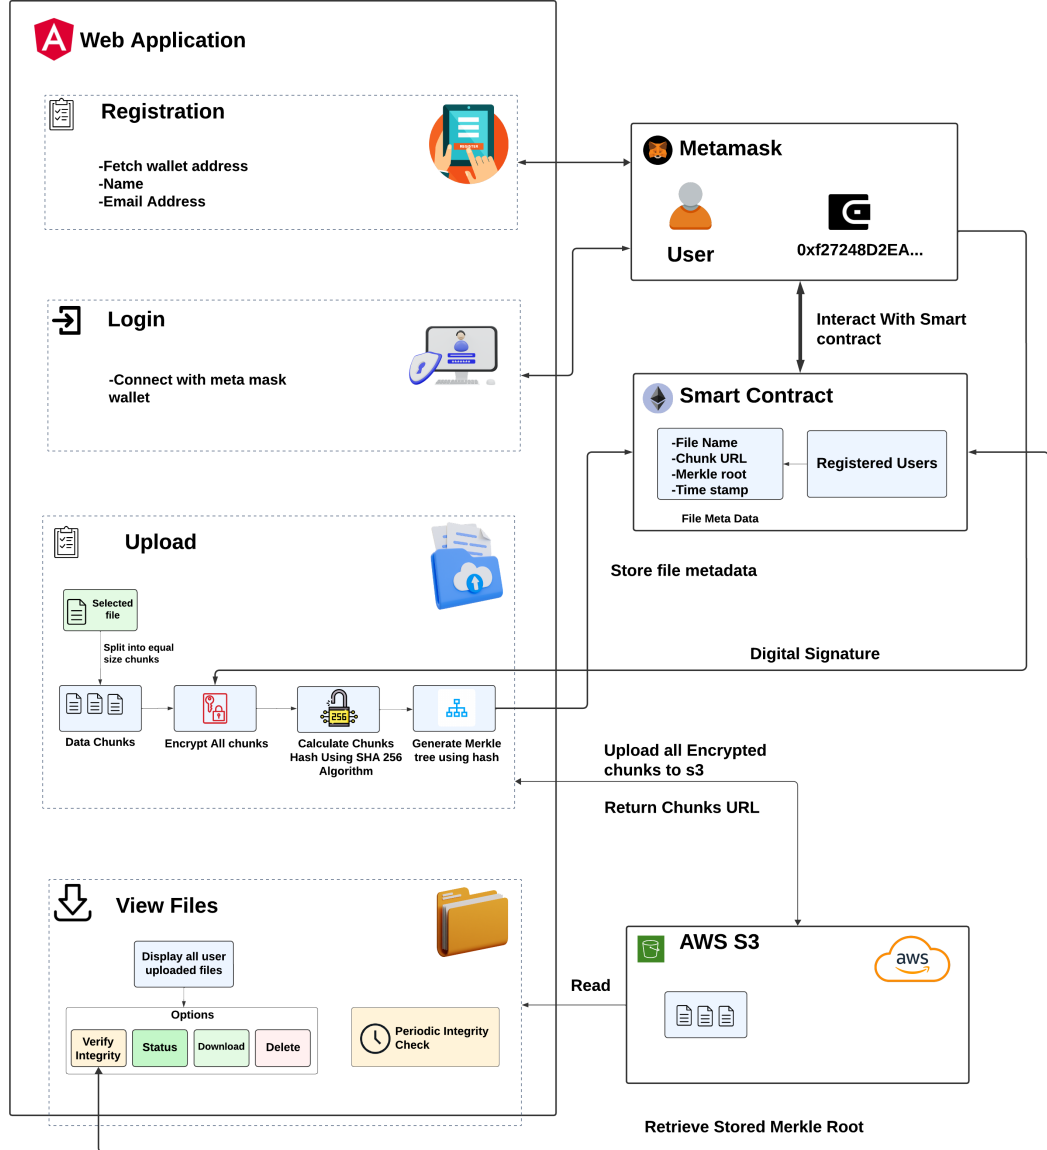 Web Application
Registration
REGISTER
-Fetch wallet address
-Name
-Email Address
Metamask
User
0xf27248D2EA...
Login
-Connect with meta mask
wallet
Interact With Smart
contract
Smart Contract
-File Name
-Chunk URL
-Merkle root
-Time stamp
Registered Users
File Meta Data
Upload
Selected
file
Split into equal
size chunks
Store file metadata
Digital Signature
256
Data Chunks
Encrypt All chunks
Calculate Chunks
Hash Using SHA 256
Algorithm
Generate Merkle
tree using hash
Upload all Encrypted
chunks to s3
Return Chunks URL
View Files
Display all user
uploaded files
Options
Verify
Integrity
Status
Download
Delete
Periodic Integrity
Check
Read
AWS S3
aws
Retrieve Stored Merkle Root